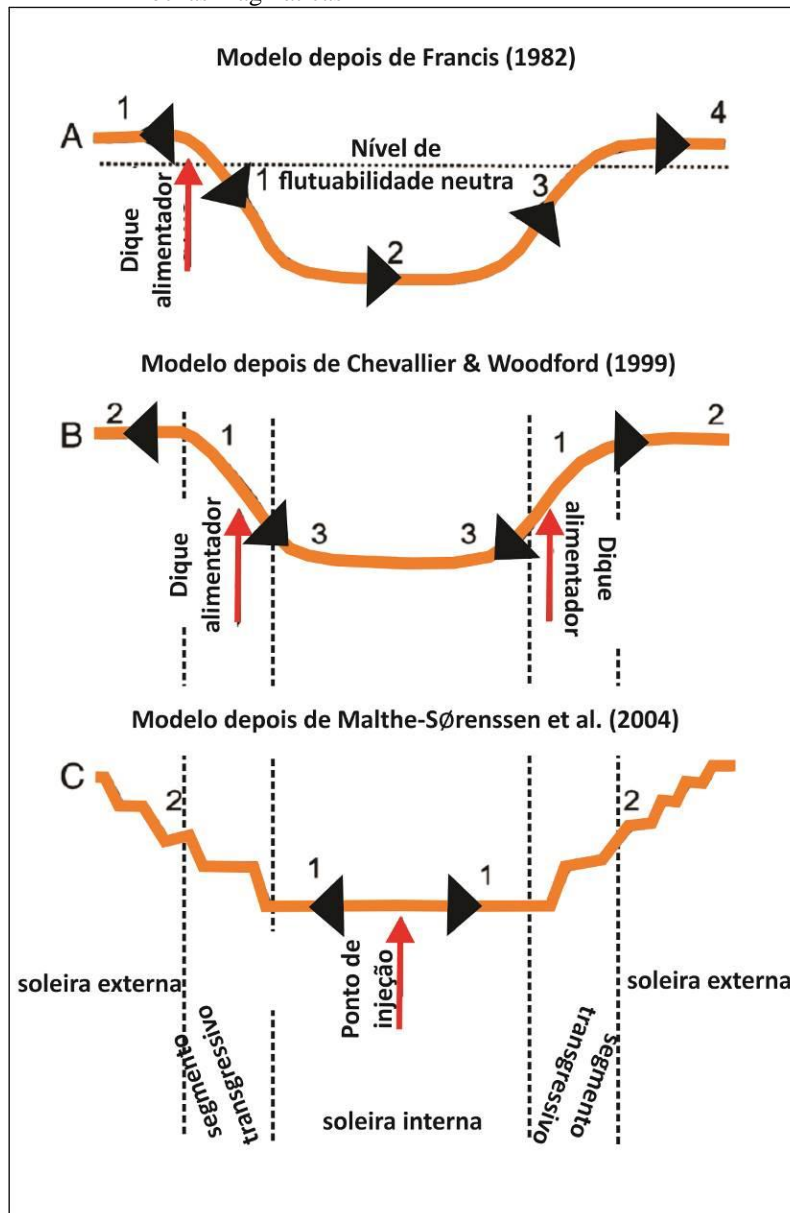 Modelo depois de Francis (1982)
1
4
A
Nível de
flutuabilidade neutra
1
3
2
Dique
alimentador
Modelo depois de Chevallier & Woodford (1999)
B
2
1
1
2
3
3
Dique
alimentador
Dique
alimentador
Modelo depois de Malthe-SØrenssen et al. (2004)
C
2
2
1
1
Ponto de
injeção
soleira externa
soleira externa
segmento
transgressivo
segmento
transgressivo
soleira interna